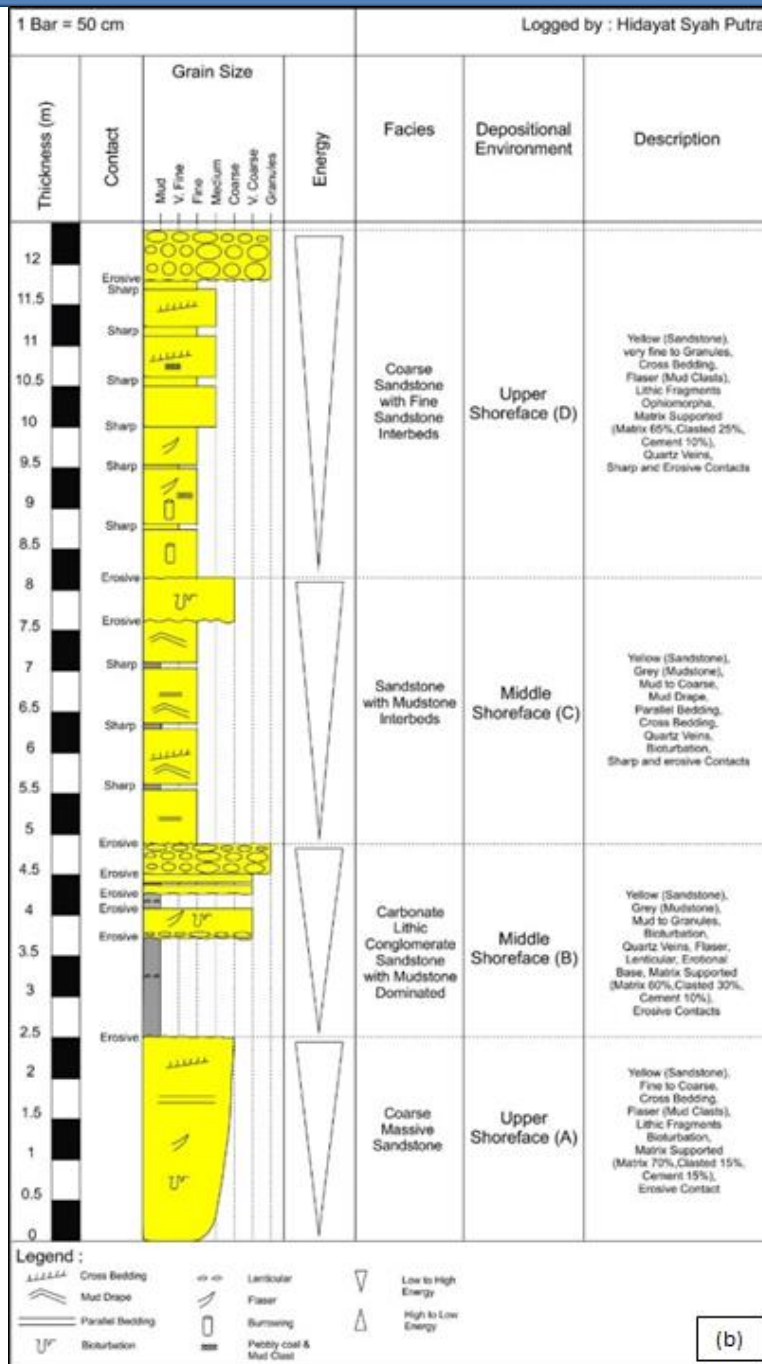 1 Bar = 50 cm
Logged by : Hidayat Syah Putra
Thickness (m)
Contact
Grain Size
Mud
V. Fine
Fine
Medium
Coarse
V. Coarse
Granules
Energy
Facies
Depositional
Environment
Description
12
11.5
11
10.5
10
9.5
9
8.5
8
7.5
7
6.5
6
5.5
5
4.5
4
3.5
3
2.5
2
1.5
1
0.5
0
Erosive
Sharp
Sharp
Sharp
Sharp
Sharp
Sharp
Erosive
Erosive
Sharp
Sharp
Sharp
Erosive
Erosive
Erosive
Erosive
Erosive
Erosive
Coarse
Sandstone
with Fine
Sandstone
Interbeds
Upper
Shoreface (D)
Yellow (Sandstone),
very fine to Granules,
Cross Bedding,
Flaser (Mud Clasts),
Lithic Fragments
Ophiomorpha,
Matrix Supported
(Matrix 65%,Clasted 25%,
Cement 10%),
Quartz Veins,
Sharp and Erosive Contacts
Sandstone
with Mudstone
Interbeds
Middle
Shoreface (C)
Yellow (Sandstone),
Grey (Mudstone),
Mud to Coarse,
Mud Drape,
Parallel Bedding,
Cross Bedding,
Quartz Veins,
Bioturbation,
Sharp and erosive Contacts
Carbonate
Lithic
Conglomerate
Sandstone
with Mudstone
Dominated
Middle
Shoreface (B)
Yellow (Sandstone),
Grey (Mudstone),
Mud to Granules,
Bioturbation,
Quartz Veins, Flaser,
Lenticular, Erotional
Base, Matrix Supported
(Matrix 60%,Clasted 30%,
Cement 10%),
Erosive Contacts
Coarse
Massive
Sandstone
Upper
Shoreface (A)
Yellow (Sandstone),
Fine to Coarse,
Cross Bedding,
Flaser (Mud Clasts),
Lithic Fragments
Bioturbation,
Matrix Supported
(Matrix 70%,Clasted 15%,
Cement 15%),
Erosive Contact
Legend :
Cross Bedding
Mud Drape
Parallel Bedding
Bioturbation
Lenticular
Flaser
Burrowing
Pebbly coal &
Mud Clast
Low to High
Energy
High to Low
Energy
(b)